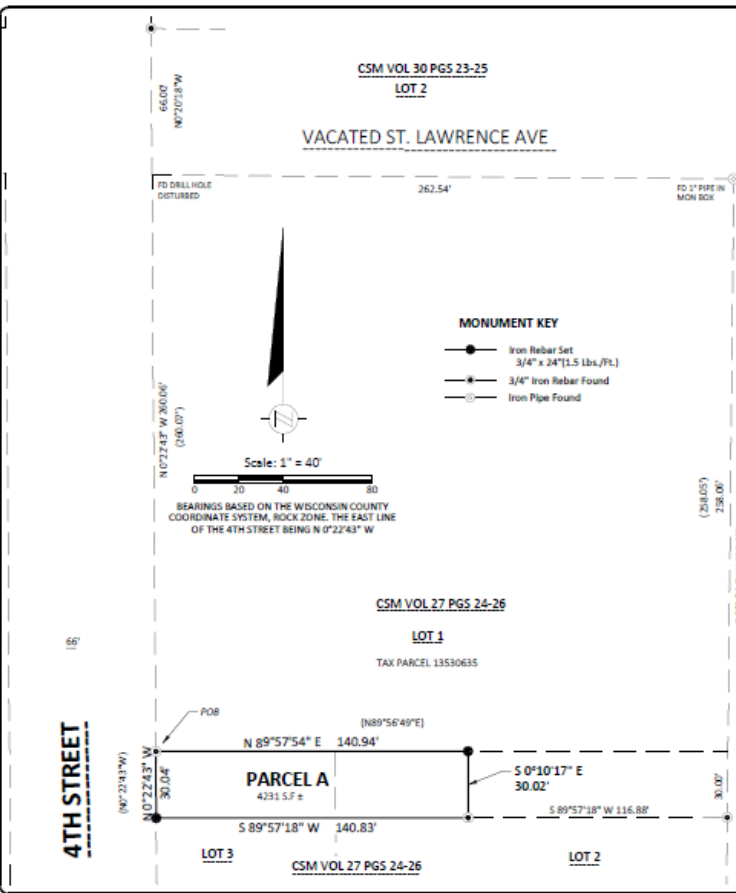 CSM VOL 30 PGS 23-25
LOT 2
66.00'
N0°20'18"W
VACATED ST. LAWRENCE AVE
FD DRILL HOLE
DISTURBED
262.54'
FD 1" PIPE IN
MON BOX
MONUMENT KEY
Iron Rebar Set
3/4" x 24"(1.5 Lbs./Ft.)
3/4" Iron Rebar Found
Iron Pipe Found
N 0°22'43" W 260.06'
(260.07')
Scale: 1" = 40'
0 20 40 80
BEARINGS BASED ON THE WISCONSIN COUNTY
COORDINATE SYSTEM, ROCK ZONE. THE EAST LINE
OF THE 4TH STREET BEING N 0°22'43" W
(258.05')
258.06'
CSM VOL 27 PGS 24-26
LOT 1
TAX PARCEL 13530635
66'
4TH STREET
POB
(N89°56'49"E)
N 89°57'54" E 140.94'
(N0°22'43"W)
N 0°22'43" W
30.04'
PARCEL A
4231 S.F ±
S 0°10'17" E
30.02'
30.00'
S 89°57'18" W 116.88'
S 89°57'18" W 140.83'
LOT 3
CSM VOL 27 PGS 24-26
LOT 2